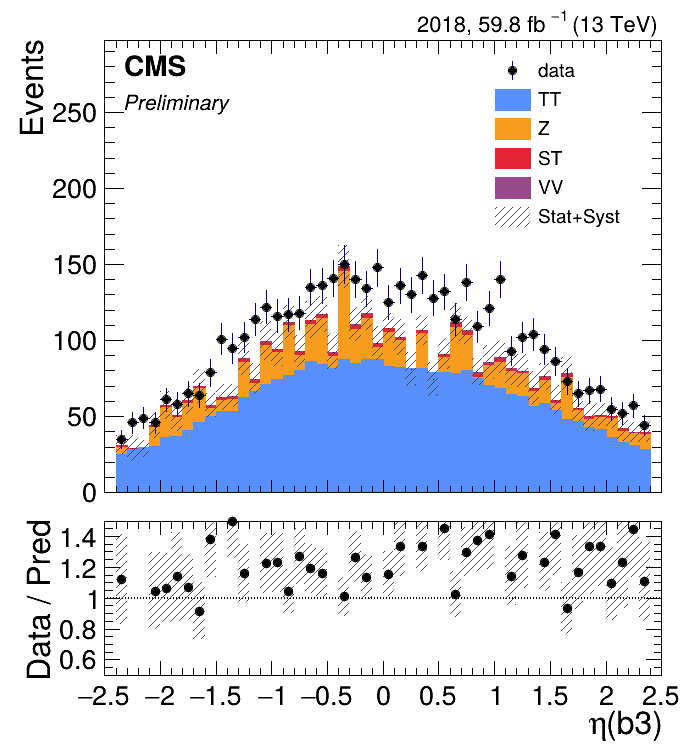 2018, 59.8 fb⁻¹ (13 TeV)
CMS
Preliminary
data
TT
Z
ST
VV
Stat+Syst
Events
250
200
150
100
50
0
Data / Pred
1.4
1.2
1
0.8
0.6
−2.5 −2 −1.5 −1 −0.5 0 0.5 1 1.5 2 2.5
η(b3)